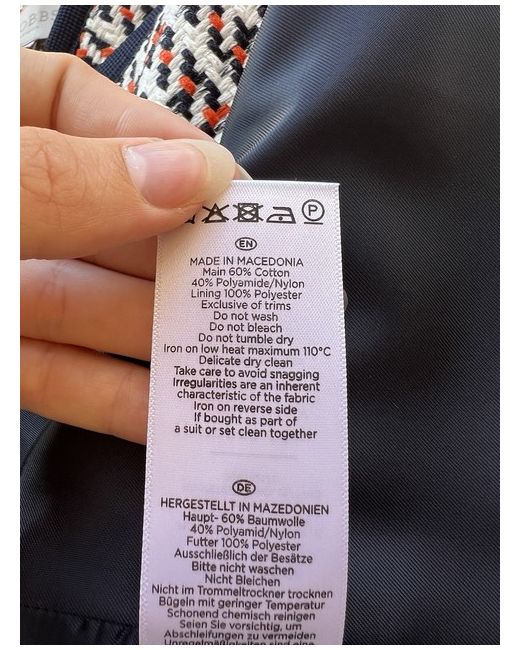 P
EN
MADE IN MACEDONIA
Main 60% Cotton
40% Polyamide/Nylon
Lining 100% Polyester
Exclusive of trims
Do not wash
Do not bleach
Do not tumble dry
Iron on low heat maximum 110°C
Delicate dry clean
Take care to avoid snagging
Irregularities are an inherent
characteristic of the fabric
Iron on reverse side
If bought as part of
a suit or set clean together
DE
HERGESTELLT IN MAZEDONIEN
Haupt- 60% Baumwolle
40% Polyamid/Nylon
Futter 100% Polyester
Ausschließlich der Besätze
Bitte nicht waschen
Nicht Bleichen
Nicht im Trommeltrockner trocknen
Bügeln mit geringer Temperatur
Schonend chemisch reinigen
Seien Sie vorsichtig, um
Abschleifungen zu vermeiden
Unregelmäßigkeiten sind ein